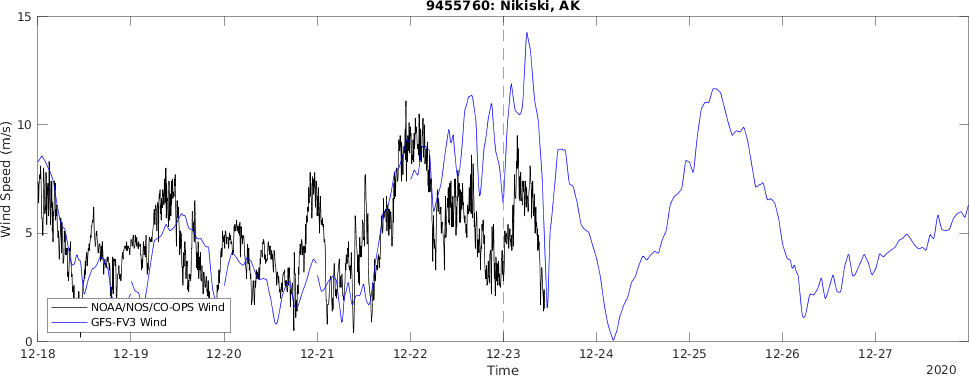 9455760: Nikiski, AK
Wind Speed (m/s)
15
10
5
0
NOAA/NOS/CO-OPS Wind
GFS-FV3 Wind
12-18 12-19 12-20 12-21 12-22 12-23 12-24 12-25 12-26 12-27
Time
2020